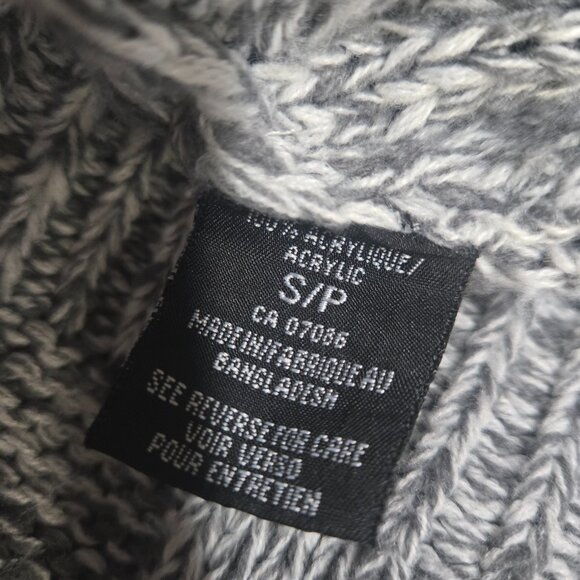 100% ACRYLIQUE/
ACRYLIC
S/P
CA 07086
MADE IN/FABRIQUE AU
BANGLADESH
SEE REVERSE FOR CARE
VOIR VERSO
POUR ENTRETIEN